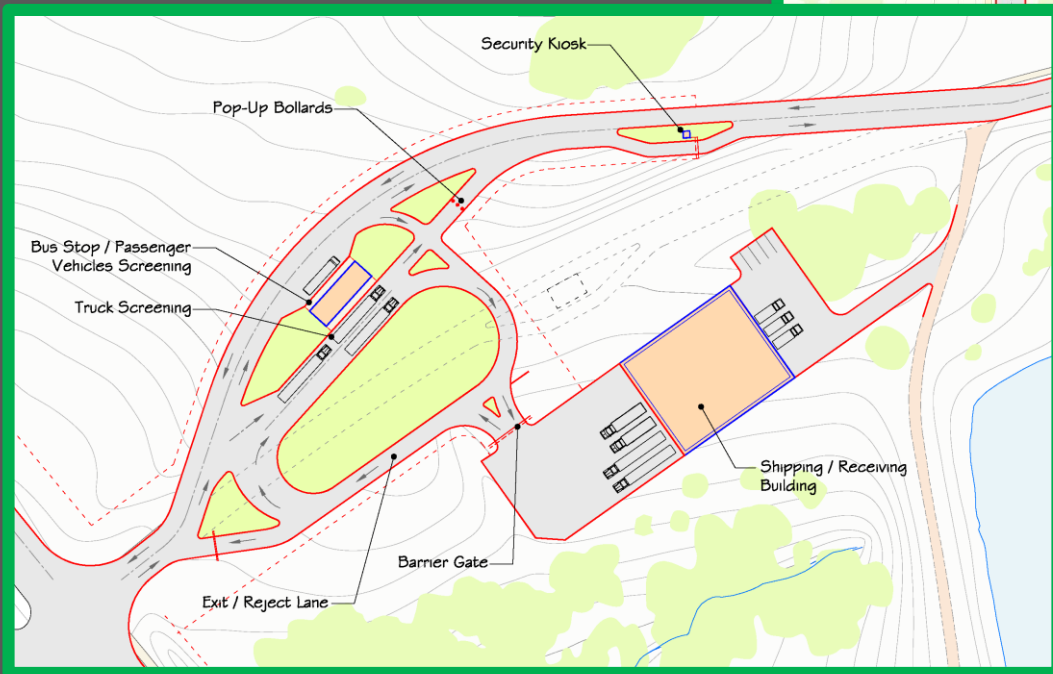 Security Kiosk
Pop-Up Bollards
Bus Stop / Passenger
Vehicles Screening
Truck Screening
Shipping / Receiving
Building
Barrier Gate
Exit / Reject Lane